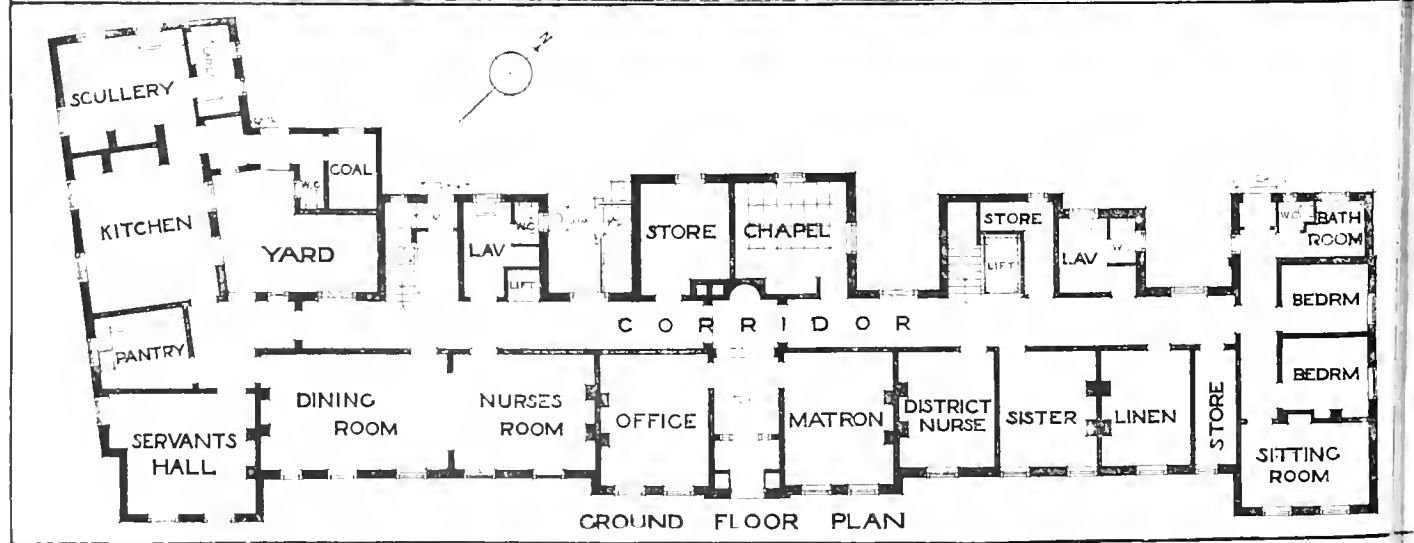 N
SCULLERY
LARDER
COAL
W.C
KITCHEN
YARD
LAV
W.C
LIFT
STORE
CHAPEL
STORE
LIFT
LAV
W.C
BATH
ROOM
BEDRM
BEDRM
CORRIDOR
PANTRY
DINING
ROOM
NURSES
ROOM
OFFICE
MATRON
DISTRICT
NURSE
SISTER
LINEN
STORE
SITTING
ROOM
SERVANTS
HALL
GROUND FLOOR PLAN